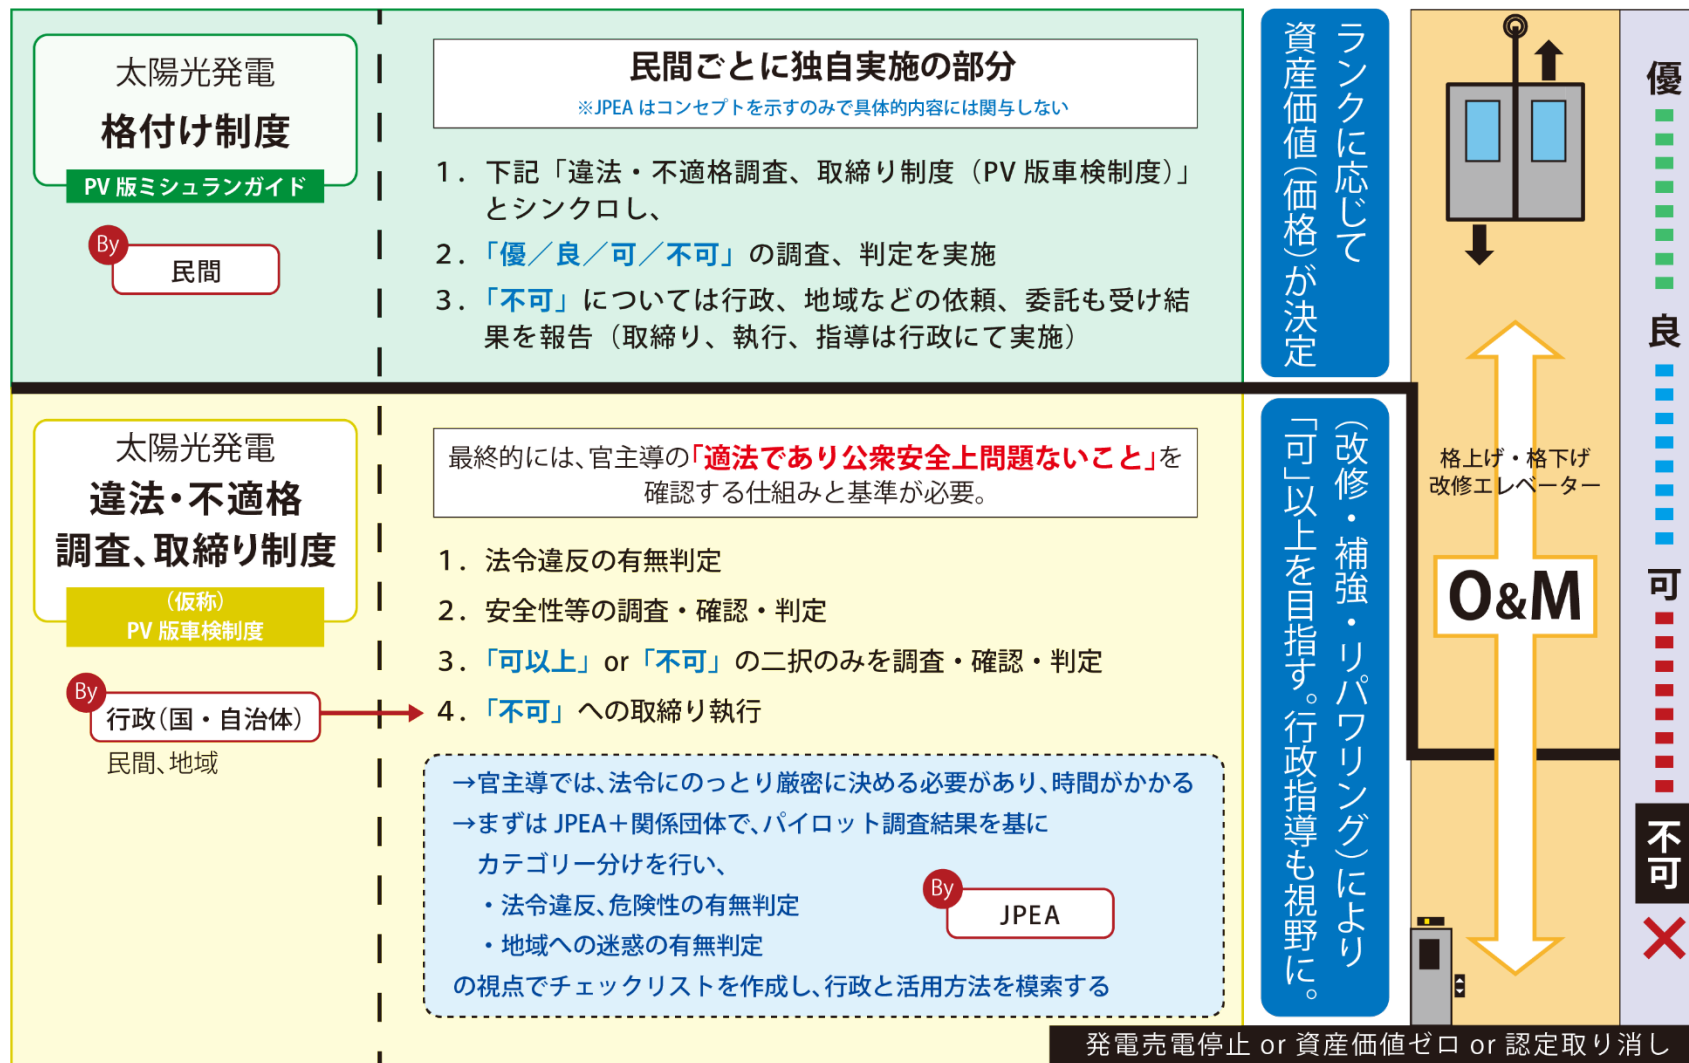 太陽光発電
格付け制度
PV 版ミシュランガイド
By
民間
民間ごとに独自実施の部分
※JPEA はコンセプトを示すのみで具体的内容には関与しない
1. 下記「違法・不適格調査、取締り制度（PV 版車検制度）」
とシンクロし、
2. 「優／良／可／不可」の調査、判定を実施
3. 「不可」については行政、地域などの依頼、委託も受け結
果を報告（取締り、執行、指導は行政にて実施）
ランクに応じて
資産価値（価格）が決定
太陽光発電
違法・不適格
調査、取締り制度
（仮称）
PV 版車検制度
By
行政（国・自治体）
民間、地域
最終的には、官主導の「適法であり公衆安全上問題ないこと」を
確認する仕組みと基準が必要。
1. 法令違反の有無判定
2. 安全性等の調査・確認・判定
3. 「可以上」or「不可」の二択のみを調査・確認・判定
4. 「不可」への取締り執行
→官主導では、法令にのっとり厳密に決める必要があり、時間がかかる
→まずは JPEA＋関係団体で、パイロット調査結果を基に
カテゴリー分けを行い、
・法令違反、危険性の有無判定
・地域への迷惑の有無判定
の視点でチェックリストを作成し、行政と活用方法を模索する
By
JPEA
（改修・補強・リパワリング）により
「可」以上を目指す。行政指導も視野に。
格上げ・格下げ
改修エレベーター
O&M
優
良
可
不可
発電売電停止 or 資産価値ゼロ or 認定取り消し